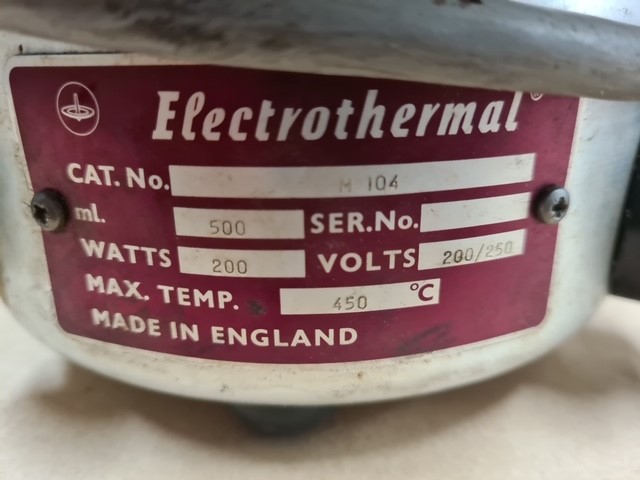 Electrothermal®
CAT. No. M 104
ml. 500 SER.No.
WATTS 200 VOLTS 200/250
MAX. TEMP. 450 °C
MADE IN ENGLAND